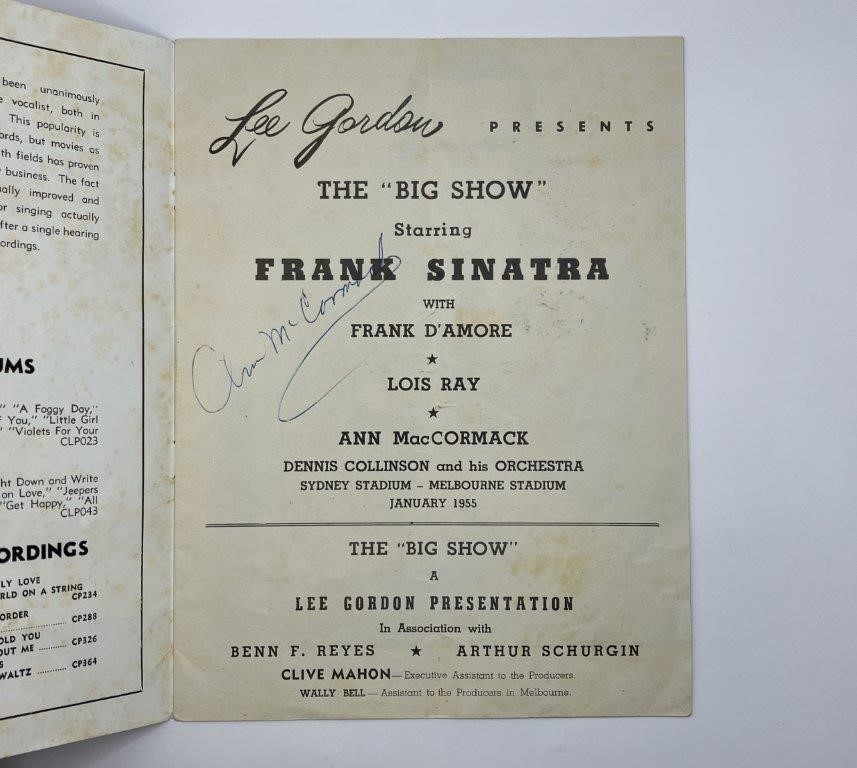 been unanimously
vocalist, both in
This popularity is
ords, but movies as
th fields has proven
business. The fact
ually improved and
or singing actually
fter a single hearing
ordings.
UMS
" "A Foggy Day,"
f You," "Little Girl
" "Violets For Your
CLP023
ht Down and Write
on Love," "Jeepers
"Get Happy," "All
CLP043
ORDINGS
LY LOVE
RLD ON A STRING
CP234
ORDER
CP288
OLD YOU
OUT ME CP326
S
WALTZ CP364
Lee Gordon PRESENTS
THE "BIG SHOW"
Starring
FRANK SINATRA
WITH
FRANK D'AMORE
★
LOIS RAY
★
ANN MacCORMACK
Ann McCormack
DENNIS COLLINSON and his ORCHESTRA
SYDNEY STADIUM – MELBOURNE STADIUM
JANUARY 1955
THE "BIG SHOW"
A
LEE GORDON PRESENTATION
In Association with
BENN F. REYES ★ ARTHUR SCHURGIN
CLIVE MAHON—Executive Assistant to the Producers.
WALLY BELL—Assistant to the Producers in Melbourne.